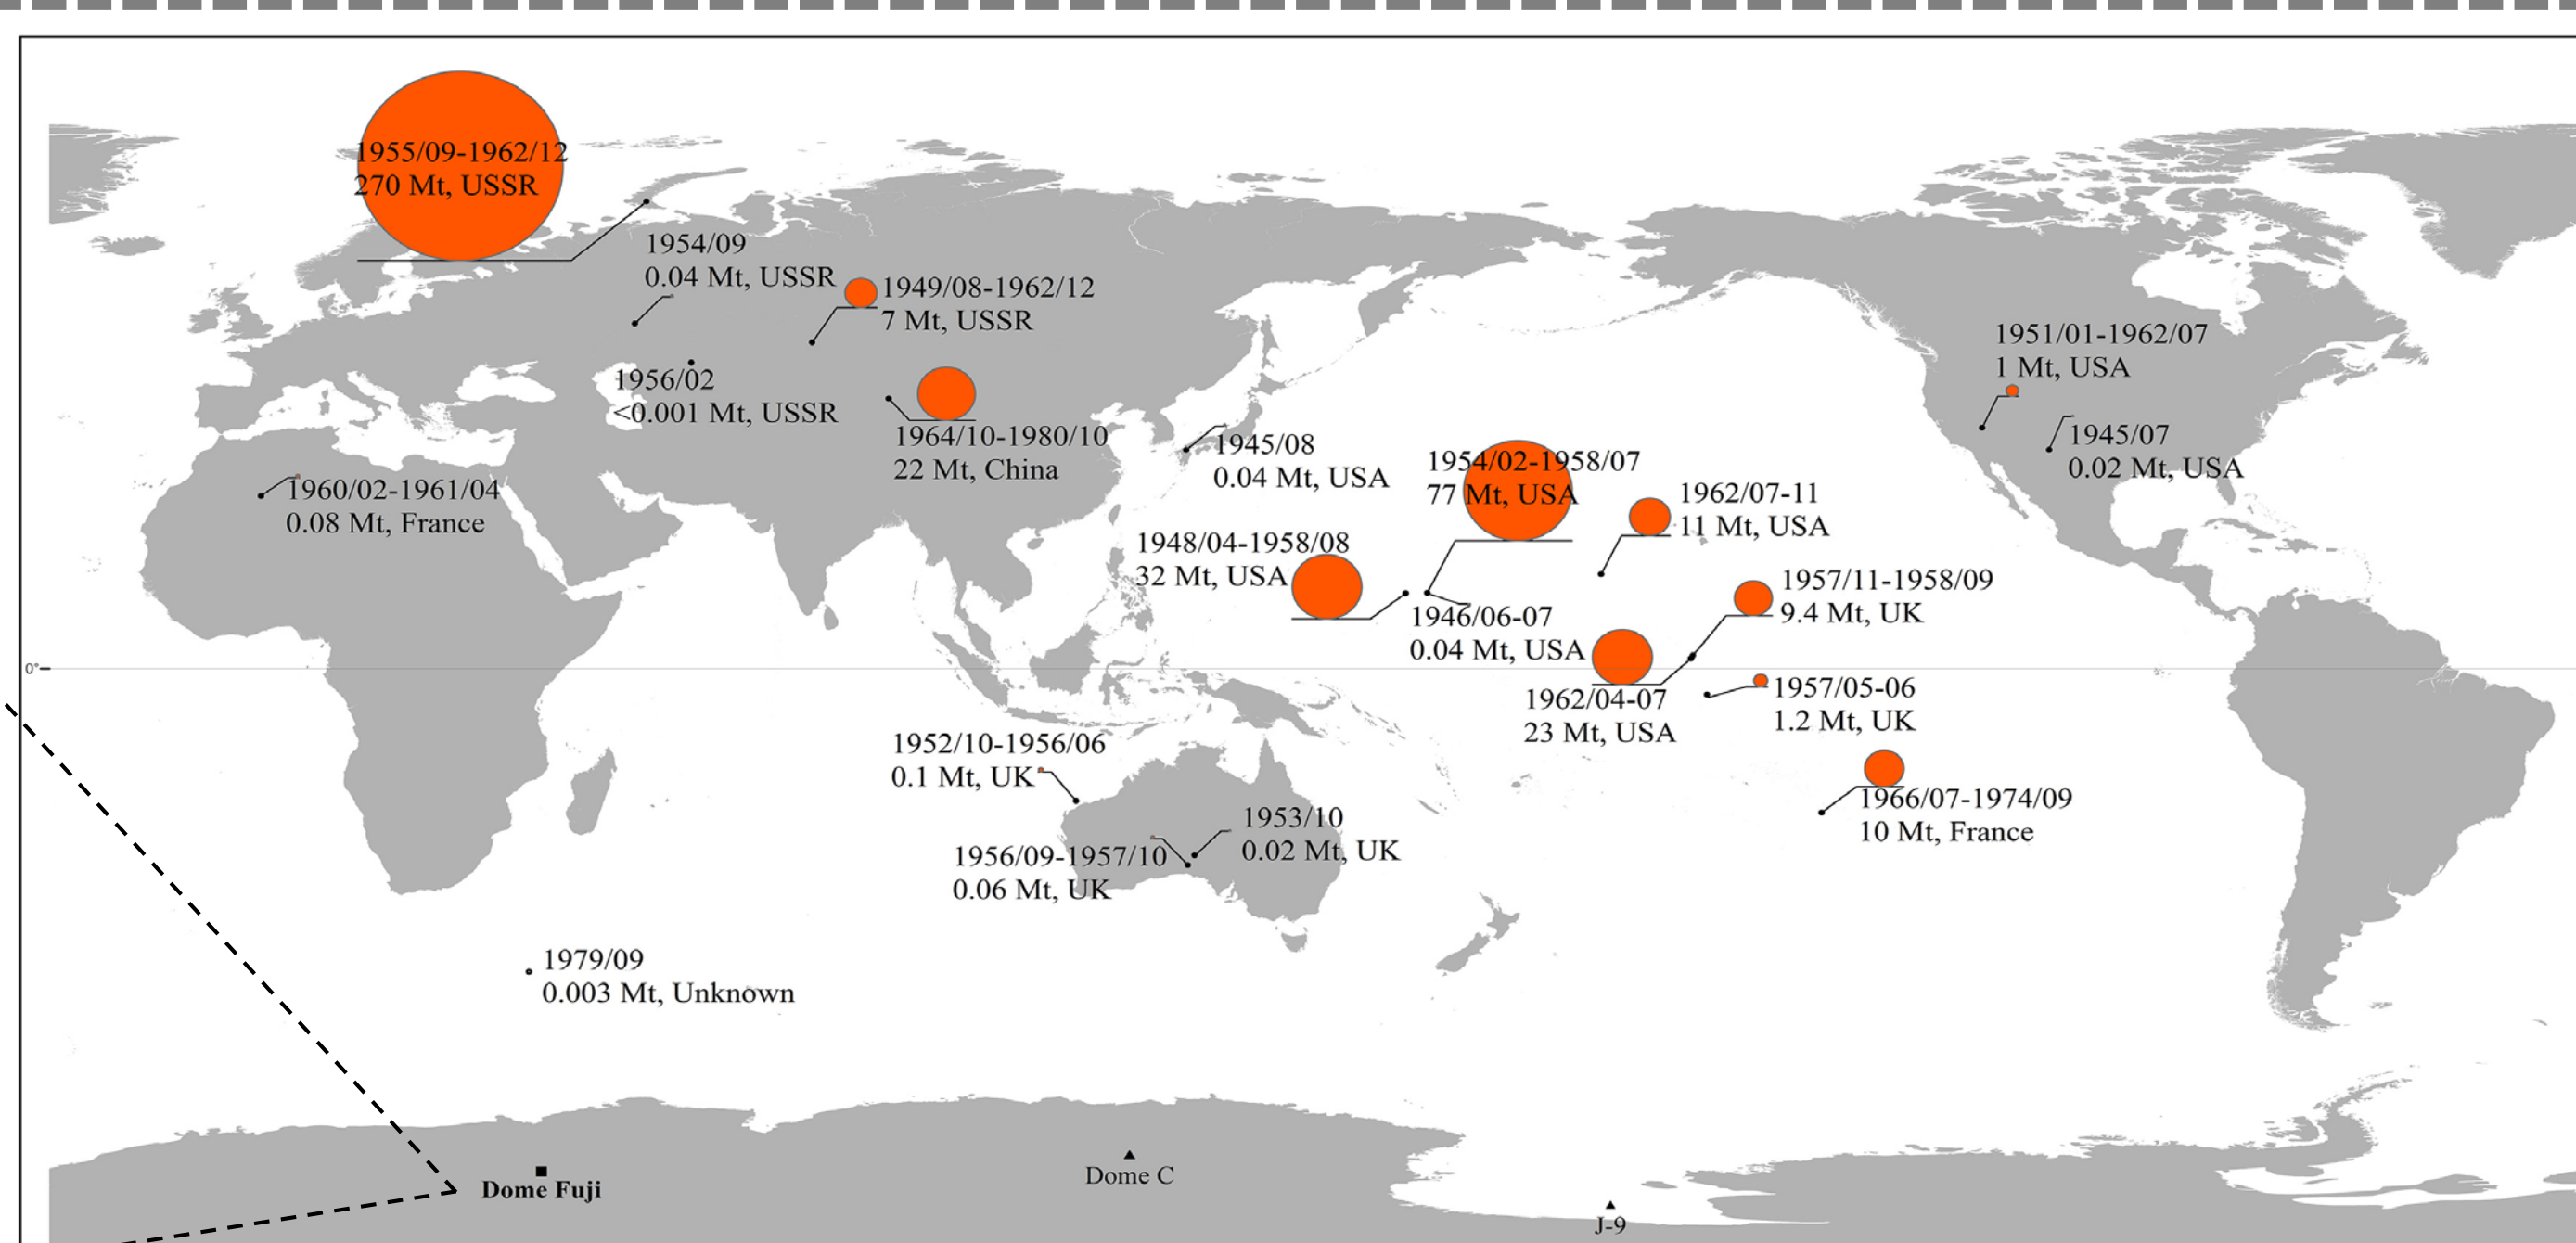 1955/09-1962/12
270 Mt, USSR
1954/09
0.04 Mt, USSR
1949/08-1962/12
7 Mt, USSR
1956/02
<0.001 Mt, USSR
1964/10-1980/10
22 Mt, China
1960/02-1961/04
0.08 Mt, France
1945/08
0.04 Mt, USA
1954/02-1958/07
77 Mt, USA
1962/07-11
11 Mt, USA
1951/01-1962/07
1 Mt, USA
1945/07
0.02 Mt, USA
1948/04-1958/08
32 Mt, USA
1946/06-07
0.04 Mt, USA
1957/11-1958/09
9.4 Mt, UK
0°
1962/04-07
23 Mt, USA
1957/05-06
1.2 Mt, UK
1952/10-1956/06
0.1 Mt, UK
1966/07-1974/09
10 Mt, France
1953/10
0.02 Mt, UK
1956/09-1957/10
0.06 Mt, UK
1979/09
0.003 Mt, Unknown
Dome Fuji
Dome C
J-9